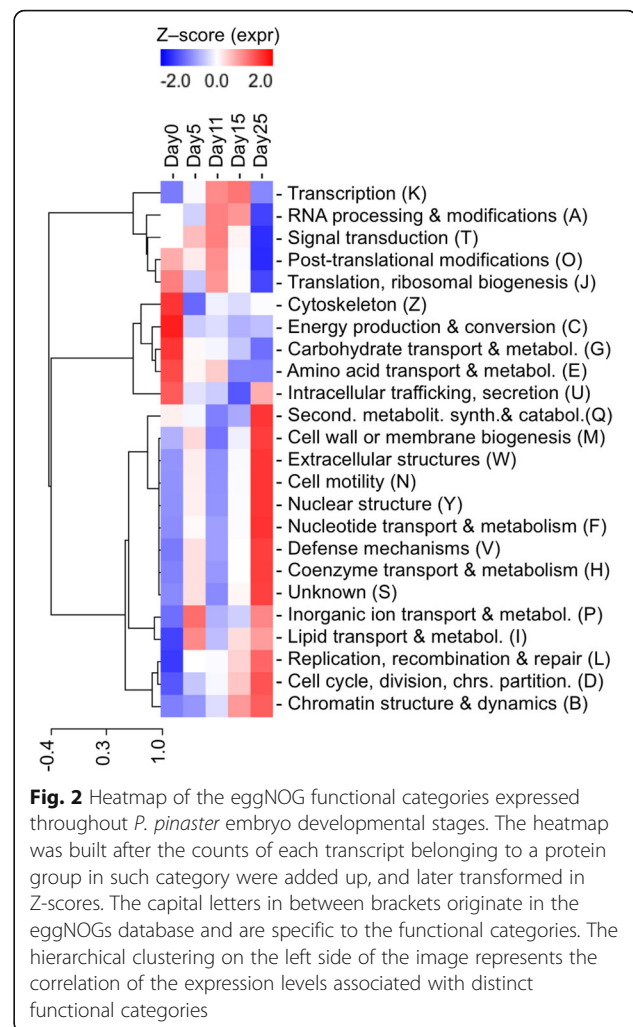 Z–score (expr)
-2.0 0.0 2.0
- Day0
- Day5
- Day11
- Day15
- Day25
- Transcription (K)
- RNA processing & modifications (A)
- Signal transduction (T)
- Post-translational modifications (O)
- Translation, ribosomal biogenesis (J)
- Cytoskeleton (Z)
- Energy production & conversion (C)
- Carbohydrate transport & metabol. (G)
- Amino acid transport & metabol. (E)
- Intracellular trafficking, secretion (U)
- Second. metabolit. synth.& catabol.(Q)
- Cell wall or membrane biogenesis (M)
- Extracellular structures (W)
- Cell motility (N)
- Nuclear structure (Y)
- Nucleotide transport & metabolism (F)
- Defense mechanisms (V)
- Coenzyme transport & metabolism (H)
- Unknown (S)
- Inorganic ion transport & metabol. (P)
- Lipid transport & metabol. (I)
- Replication, recombination & repair (L)
- Cell cycle, division, chrs. partition. (D)
- Chromatin structure & dynamics (B)
-0.4
0.3
1.0
Fig. 2 Heatmap of the eggNOG functional categories expressed
throughout P. pinaster embryo developmental stages. The heatmap
was built after the counts of each transcript belonging to a protein
group in such category were added up, and later transformed in
Z-scores. The capital letters in between brackets originate in the
eggNOGs database and are specific to the functional categories. The
hierarchical clustering on the left side of the image represents the
correlation of the expression levels associated with distinct
functional categories